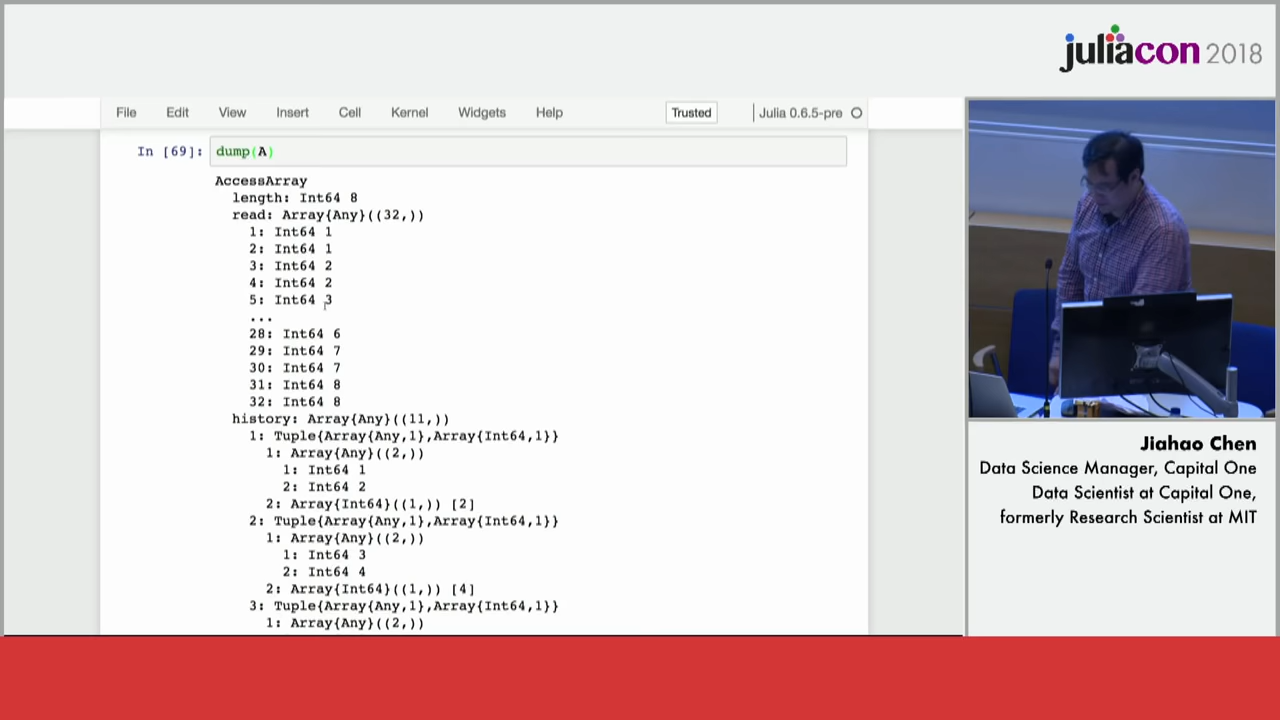 juliacon 2018
File Edit View Insert Cell Kernel Widgets Help Trusted Julia 0.6.5-pre
In [69]: dump(A)
AccessArray
length: Int64 8
read: Array{Any}((32,))
1: Int64 1
2: Int64 1
3: Int64 2
4: Int64 2
5: Int64 3
...
28: Int64 6
29: Int64 7
30: Int64 7
31: Int64 8
32: Int64 8
history: Array{Any}((11,))
1: Tuple{Array{Any,1},Array{Int64,1}}
1: Array{Any}((2,))
1: Int64 1
2: Int64 2
2: Array{Int64}((1,)) [2]
2: Tuple{Array{Any,1},Array{Int64,1}}
1: Array{Any}((2,))
1: Int64 3
2: Int64 4
2: Array{Int64}((1,)) [4]
3: Tuple{Array{Any,1},Array{Int64,1}}
1: Array{Any}((2,))
Jiahao Chen
Data Science Manager, Capital One
Data Scientist at Capital One,
formerly Research Scientist at MIT